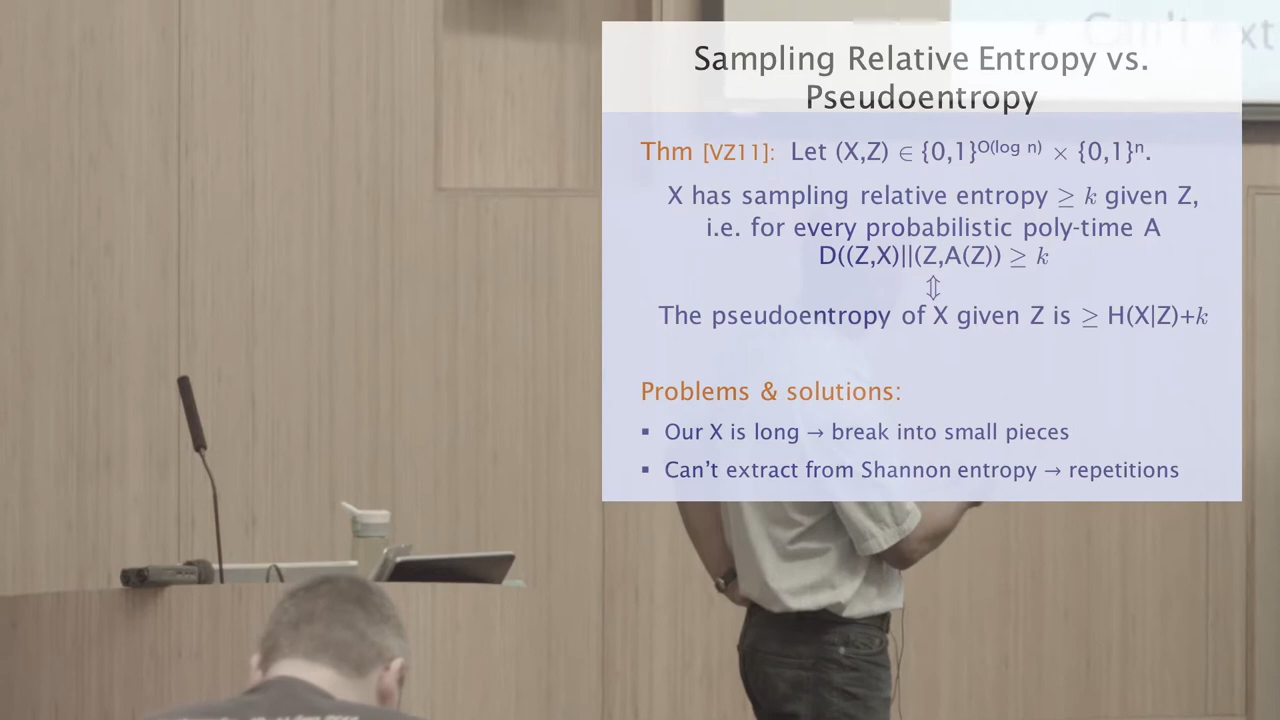 Sampling Relative Entropy vs.
Pseudoentropy
Thm [VZ11]: Let (X,Z) ∈ {0,1}^O(log n) × {0,1}^n.
X has sampling relative entropy ≥ k given Z,
i.e. for every probabilistic poly-time A
D((Z,X)||(Z,A(Z)) ≥ k
⇕
The pseudoentropy of X given Z is ≥ H(X|Z)+k
Problems & solutions:
▪ Our X is long → break into small pieces
▪ Can't extract from Shannon entropy → repetitions